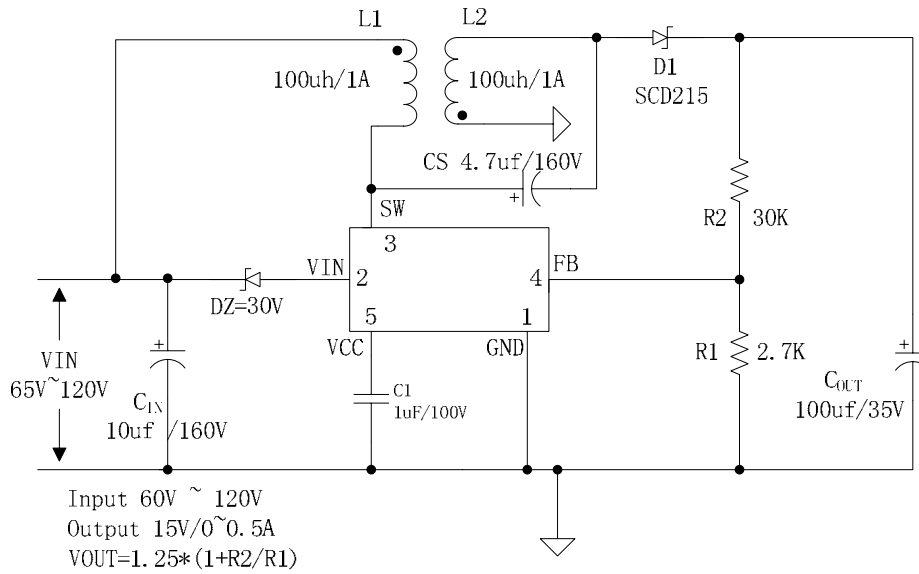 L1
L2
100uh/1A
100uh/1A
D1
SCD215
CS 4.7uf/160V
+
SW
R2
30K
3
VIN
2
4
FB
DZ=30V
5
1
VCC
GND
+
VIN
65V~120V
CIN
10uf /160V
C1
1uF/100V
R1
2.7K
+
COUT
100uf/35V
Input 60V ~ 120V
Output 15V/0~0.5A
VOUT=1.25*(1+R2/R1)